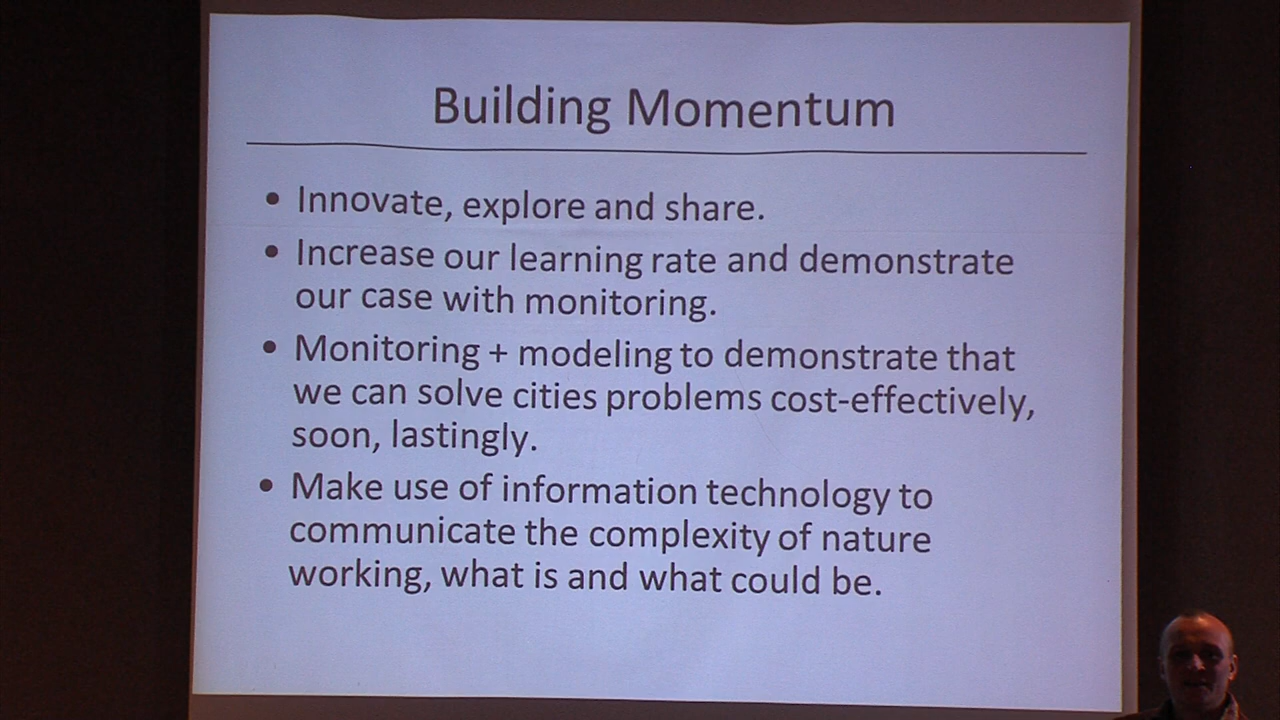 Building Momentum
• Innovate, explore and share.
• Increase our learning rate and demonstrate
our case with monitoring.
• Monitoring + modeling to demonstrate that
we can solve cities problems cost-effectively,
soon, lastingly.
• Make use of information technology to
communicate the complexity of nature
working, what is and what could be.